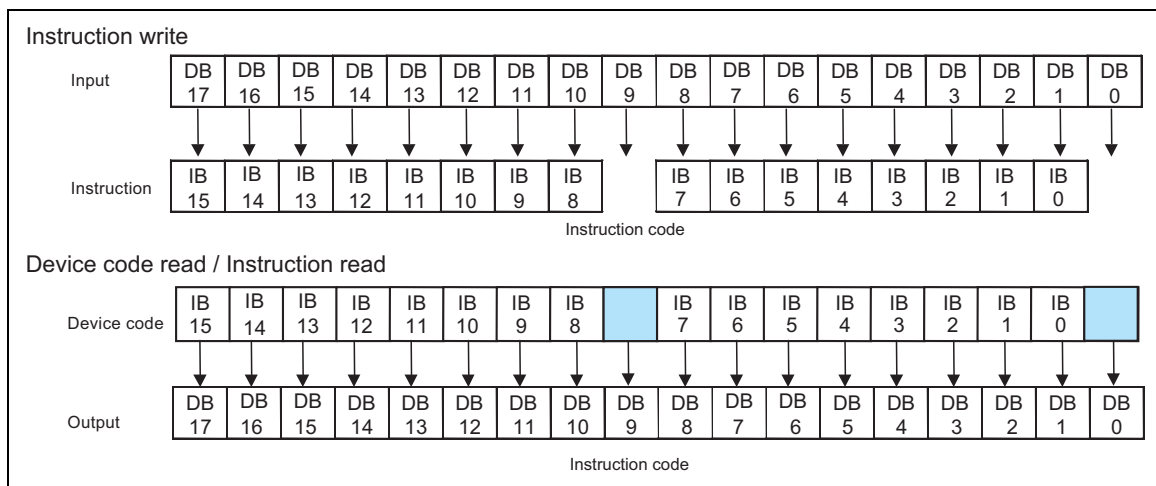 Instruction write
Input
DB DB DB DB DB DB DB DB DB DB DB DB DB DB DB DB DB DB
17 16 15 14 13 12 11 10 9 8 7 6 5 4 3 2 1 0
Instruction
IB IB IB IB IB IB IB IB IB IB IB IB IB IB IB IB
15 14 13 12 11 10 9 8 7 6 5 4 3 2 1 0
Instruction code
Device code read / Instruction read
Device code
IB IB IB IB IB IB IB IB IB IB IB IB IB IB IB IB
15 14 13 12 11 10 9 8 7 6 5 4 3 2 1 0
Output
DB DB DB DB DB DB DB DB DB DB DB DB DB DB DB DB DB DB
17 16 15 14 13 12 11 10 9 8 7 6 5 4 3 2 1 0
Instruction code